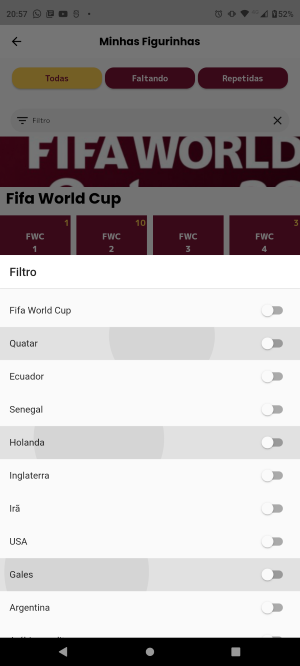 20:57 52%
Minhas Figurinhas
Todas Faltando Repetidas
Filtro
FIFA WORLD
Fifa World Cup
1 10 3
FWC FWC FWC FWC
1 2 3 4
Filtro
Fifa World Cup
Quatar
Ecuador
Senegal
Holanda
Inglaterra
Irã
USA
Gales
Argentina